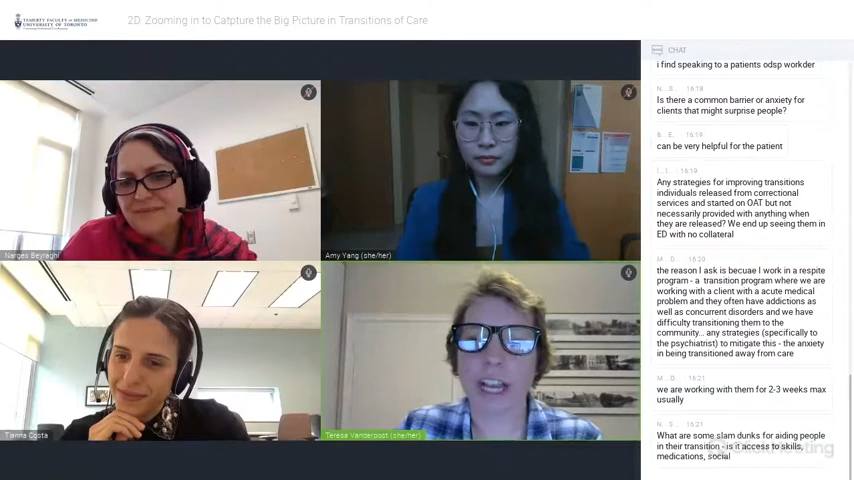 TEMERTY FACULTY OF MEDICINE
UNIVERSITY OF TORONTO
2D. Zooming in to Catpture the Big Picture in Transitions of Care
CHAT
i find speaking to a patients odsp workder
N... S... 16:18
Is there a common barrier or anxiety for
clients that might surprise people?
S... E... 16:19
can be very helpful for the patient
16:19
Any strategies for improving transitions
individuals released from correctional
services and started on OAT but not
necessarily provided with anything when
they are released? We end up seeing them in
ED with no collateral
M... D... 16:20
the reason I ask is becuae I work in a respite
program - a transition program where we are
working with a client with a acute medical
problem and they often have addictions as
well as concurrent disorders and we have
difficulty transitioning them to the
community... any strategies (specifically to
the psychiatrist) to mitigate this - the anxiety
in being transitioned away from care
M... D... 16:21
we are working with them for 2-3 weeks max
usually
N... S... 16:21
What are some slam dunks for aiding people
in their transition - is it access to skills,
medications, social
ClickMeeting
Narges Beyraghi
Amy Yang (she/her)
Tianna Costa
Teresa Vanderpost (she/her)